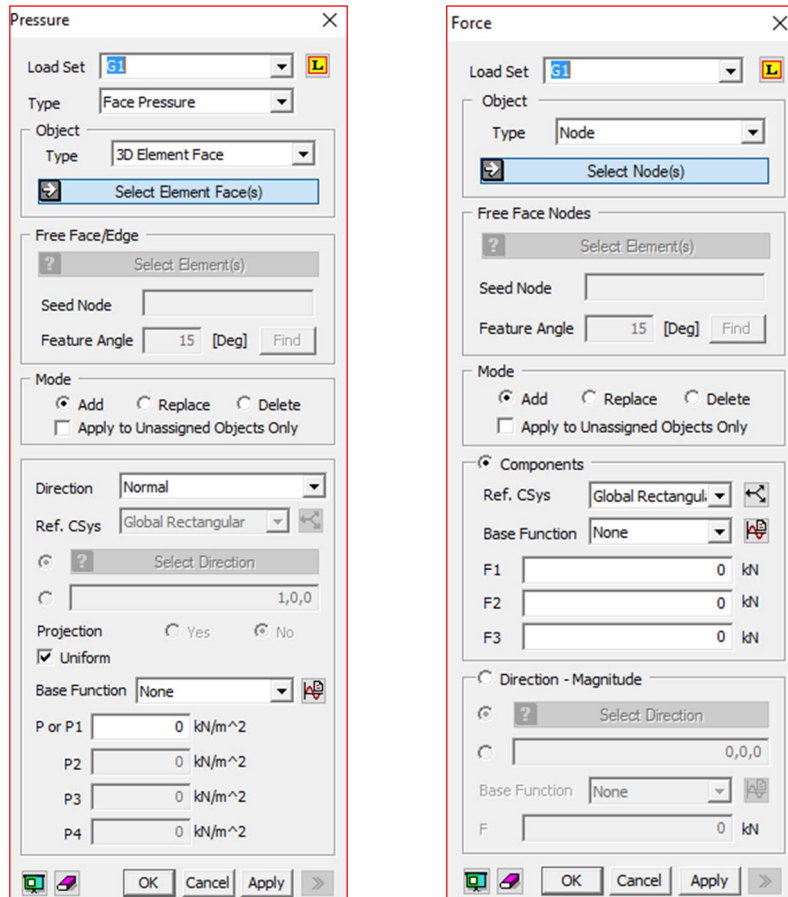 Pressure
Load Set G1 L
Type Face Pressure
Object
Type 3D Element Face
Select Element Face(s)
Free Face/Edge
? Select Element(s)
Seed Node
Feature Angle 15 [Deg] Find
Mode
Add Replace Delete
Apply to Unassigned Objects Only
Direction Normal
Ref. CSys Global Rectangular
? Select Direction
1,0,0
Projection Yes No
Uniform
Base Function None
P or P1 0 kN/m^2
P2 0 kN/m^2
P3 0 kN/m^2
P4 0 kN/m^2
OK Cancel Apply >>
Force
Load Set G1 L
Object
Type Node
Select Node(s)
Free Face Nodes
? Select Element(s)
Seed Node
Feature Angle 15 [Deg] Find
Mode
Add Replace Delete
Apply to Unassigned Objects Only
Components
Ref. CSys Global Rectangul
Base Function None
F1 0 kN
F2 0 kN
F3 0 kN
Direction - Magnitude
? Select Direction
0,0,0
Base Function None
F 0 kN
OK Cancel Apply >>